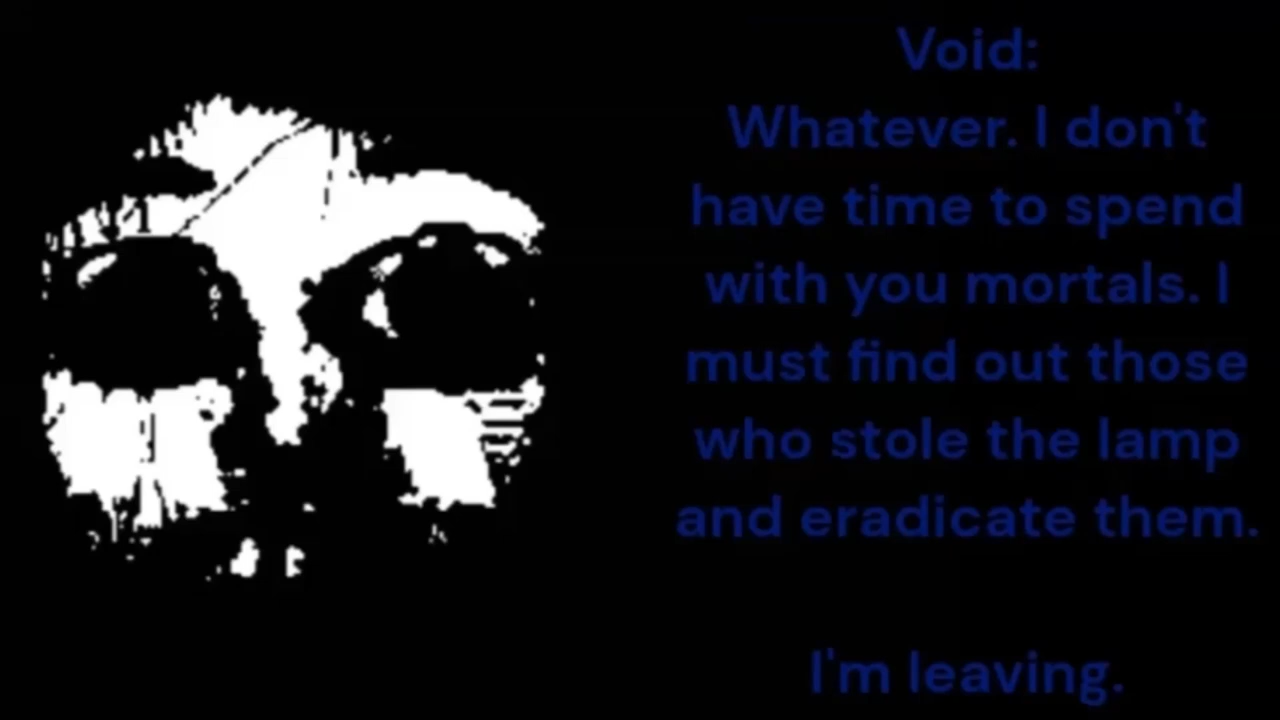 Void:
Whatever. I don't
have time to spend
with you mortals. I
must find out those
who stole the lamp
and eradicate them.
I'm leaving.